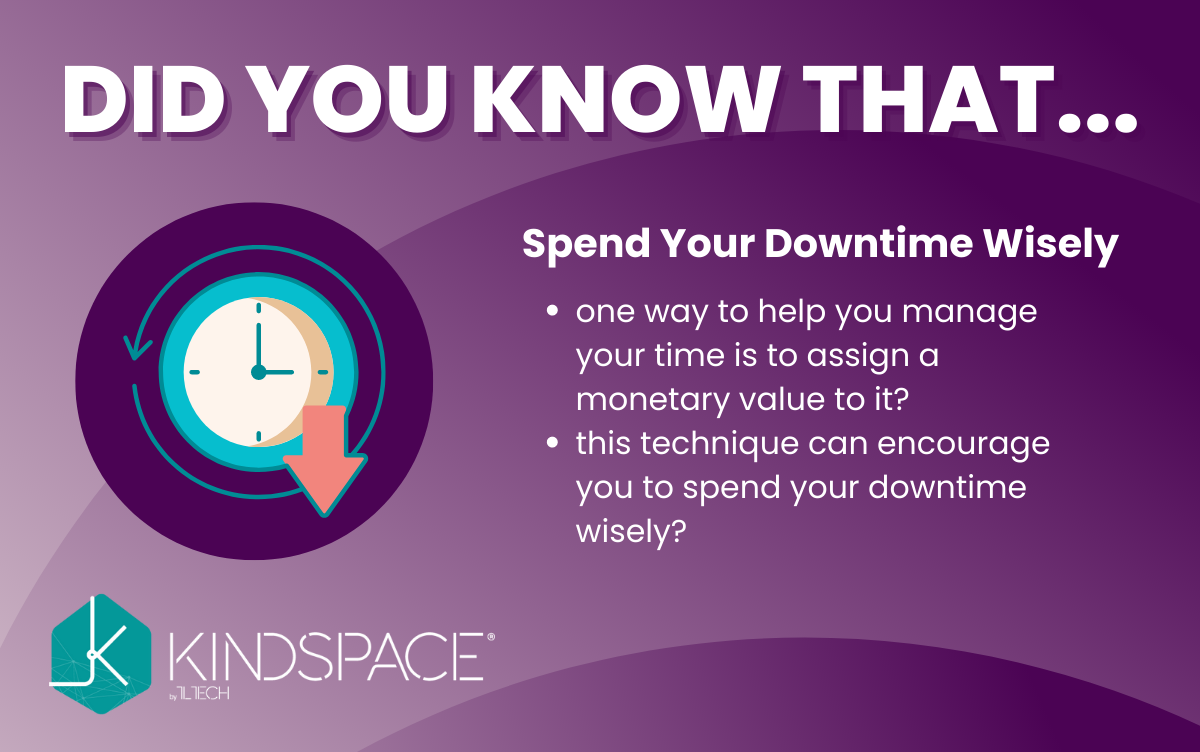 DID YOU KNOW THAT...
Spend Your Downtime Wisely
• one way to help you manage
your time is to assign a
monetary value to it?
• this technique can encourage
you to spend your downtime
wisely?
KINDSPACE®
by TLTECH